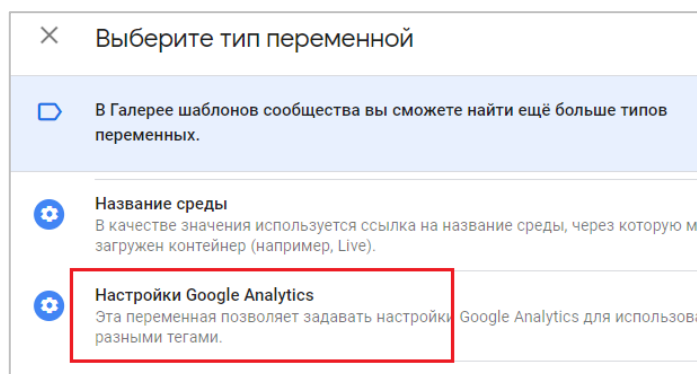 Выберите тип переменной
В Галерее шаблонов сообщества вы сможете найти ещё больше типов
переменных.
Название среды
В качестве значения используется ссылка на название среды, через которую
загружен контейнер (например, Live).
Настройки Google Analytics
Эта переменная позволяет задавать настройки Google Analytics для
разными тегами.